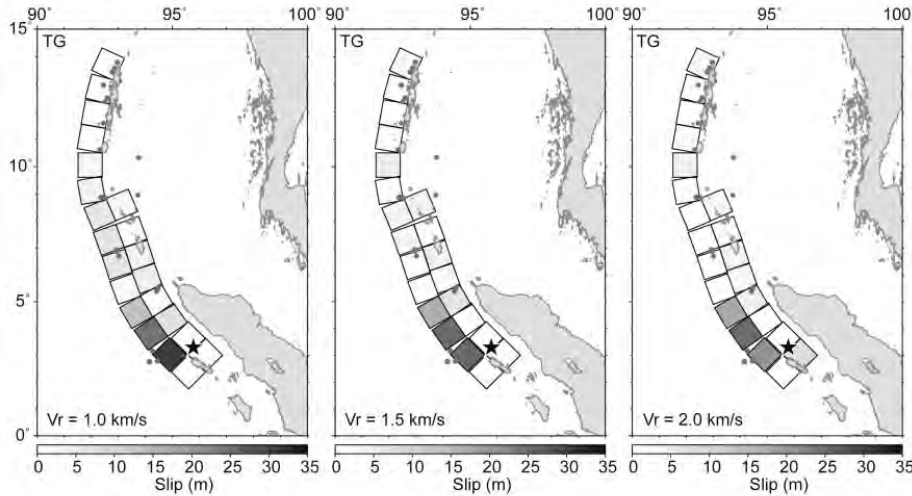 90° 95° 100° 90° 95° 100° 90° 95° 100°
15° TG TG TG
10°
5°
Vr = 1.0 km/s Vr = 1.5 km/s Vr = 2.0 km/s
0°
0 5 10 15 20 25 30 35 0 5 10 15 20 25 30 35 0 5 10 15 20 25 30 35
Slip (m) Slip (m) Slip (m)